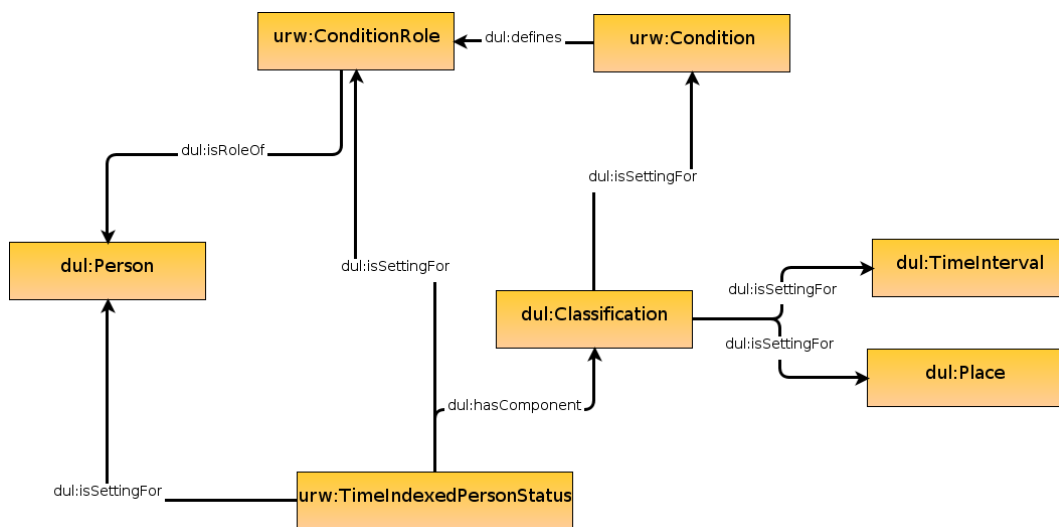 urw:ConditionRole
dul:defines
urw:Condition
dul:isRoleOf
dul:isSettingFor
dul:Person
dul:isSettingFor
dul:TimeInterval
dul:isSettingFor
dul:Classification
dul:isSettingFor
dul:Place
dul:hasComponent
dul:isSettingFor
urw:TimeIndexedPersonStatus